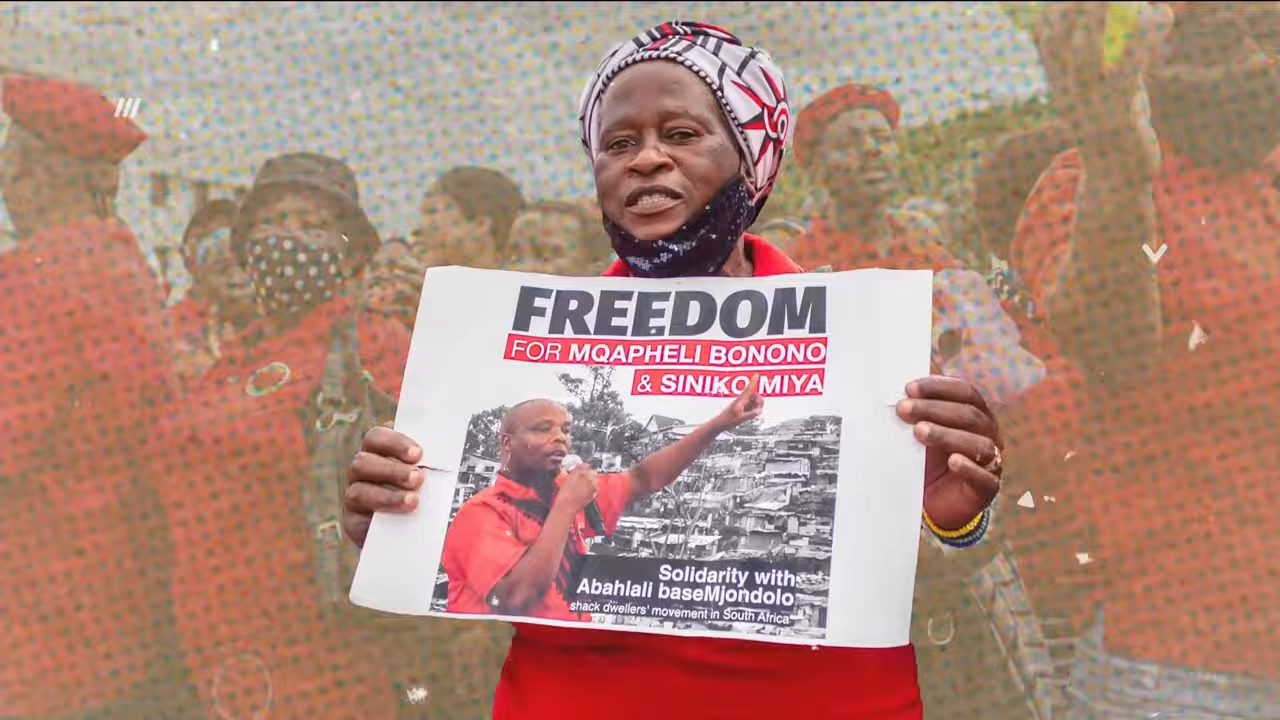 FREEDOM
FOR MQAPHELI BONONO
& SINIKO MIYA
Solidarity with
Abahlali baseMjondolo
shack dwellers' movement in South Africa